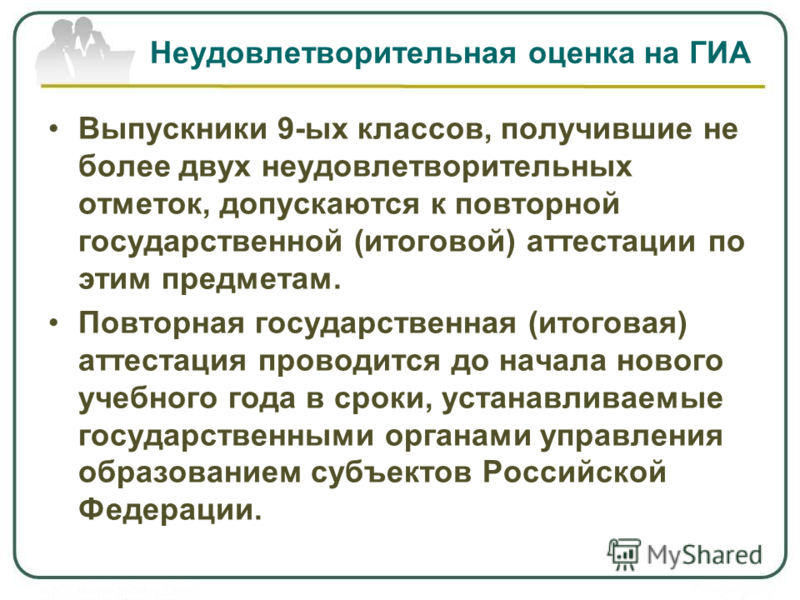 Неудовлетворительная оценка на ГИА
• Выпускники 9-ых классов, получившие не
более двух неудовлетворительных
отметок, допускаются к повторной
государственной (итоговой) аттестации по
этим предметам.
• Повторная государственная (итоговая)
аттестация проводится до начала нового
учебного года в сроки, устанавливаемые
государственными органами управления
образованием субъектов Российской
Федерации.
MyShared